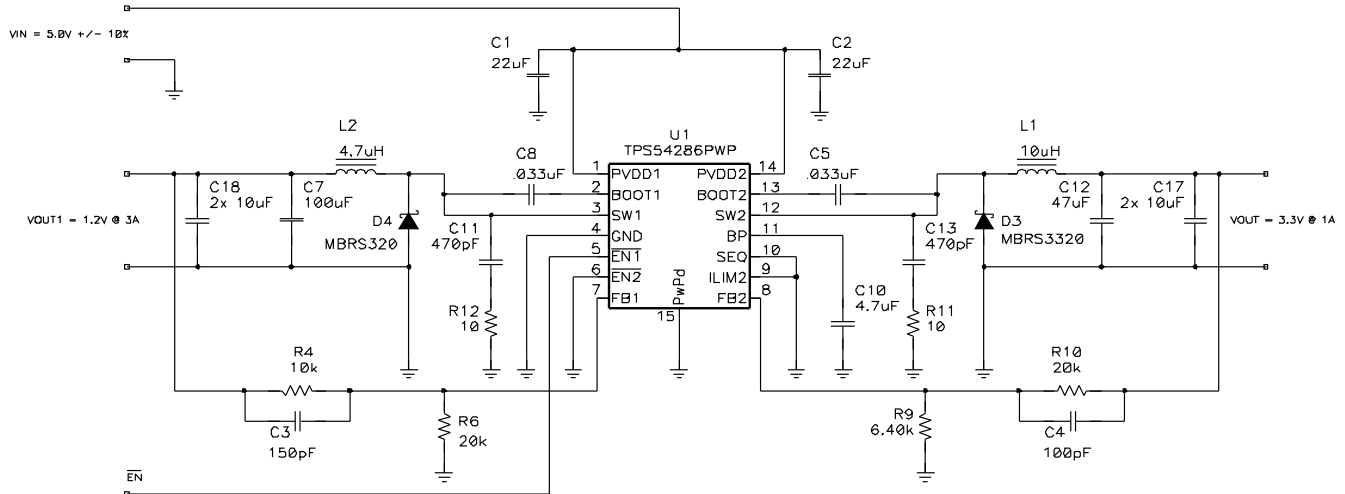 VIN = 5.0V +/- 10%
C1
22uF
C2
22uF
L2
4.7uH
U1
TPS54286PWP
L1
10uH
C8
.033uF
C5
.033uF
1 PVDD1
PVDD2 14
2 BOOT1
BOOT2 13
3 SW1
SW2 12
4 GND
BP 11
5 EN1
SEQ 10
6 EN2
ILIM2 9
7 FB1
FB2 8
PwPd
15
C18
2x 10uF
C7
100uF
D4
MBRS320
C11
470pF
C13
470pF
D3
MBRS3320
C12
47uF
C17
2x 10uF
VOUT1 = 1.2V @ 3A
VOUT = 3.3V @ 1A
R12
10
C10
4.7uF
R11
10
R4
10k
R10
20k
C3
150pF
R6
20k
R9
6.40k
C4
100pF
EN